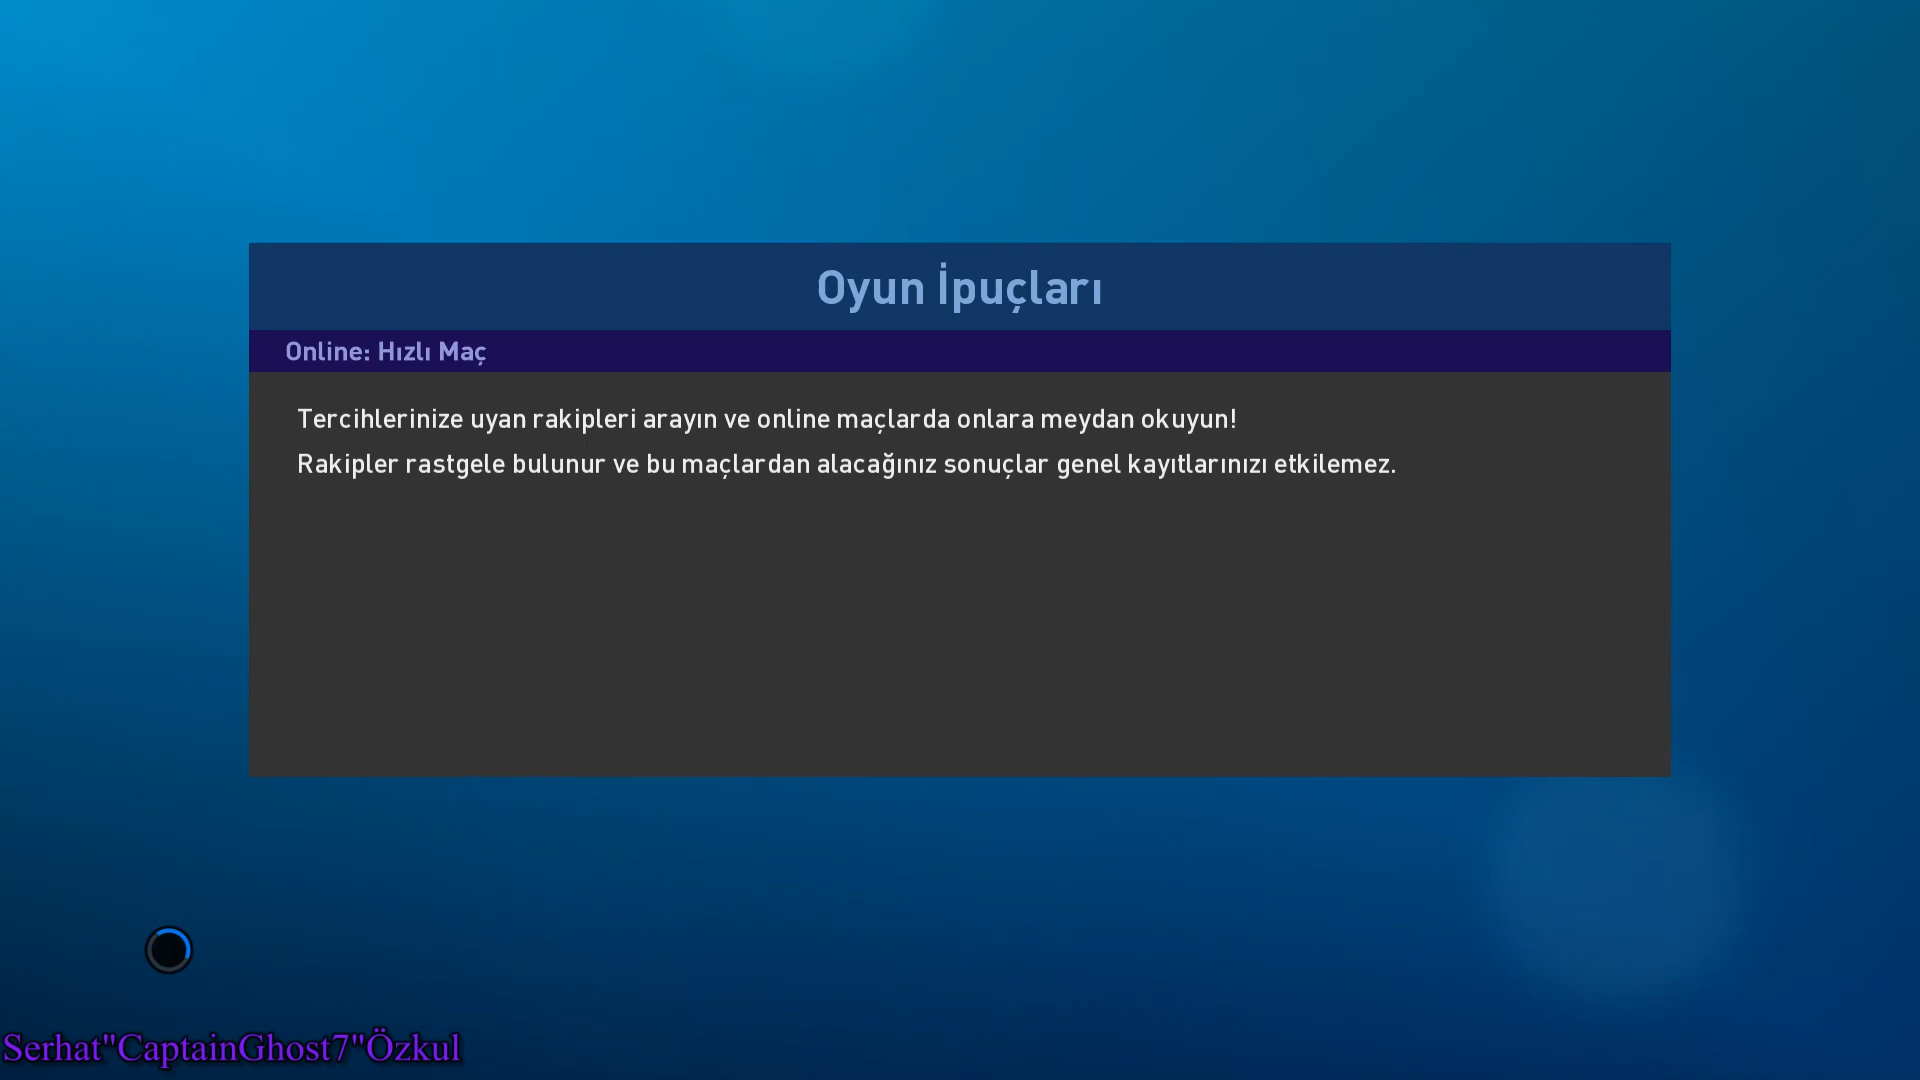 Oyun İpuçları
Online: Hızlı Maç
Tercihlerinize uyan rakipleri arayın ve online maçlarda onlara meydan okuyun!
Rakipler rastgele bulunur ve bu maçlardan alacağınız sonuçlar genel kayıtlarınızı etkilemez.
Serhat"CaptainGhost7"Özkul